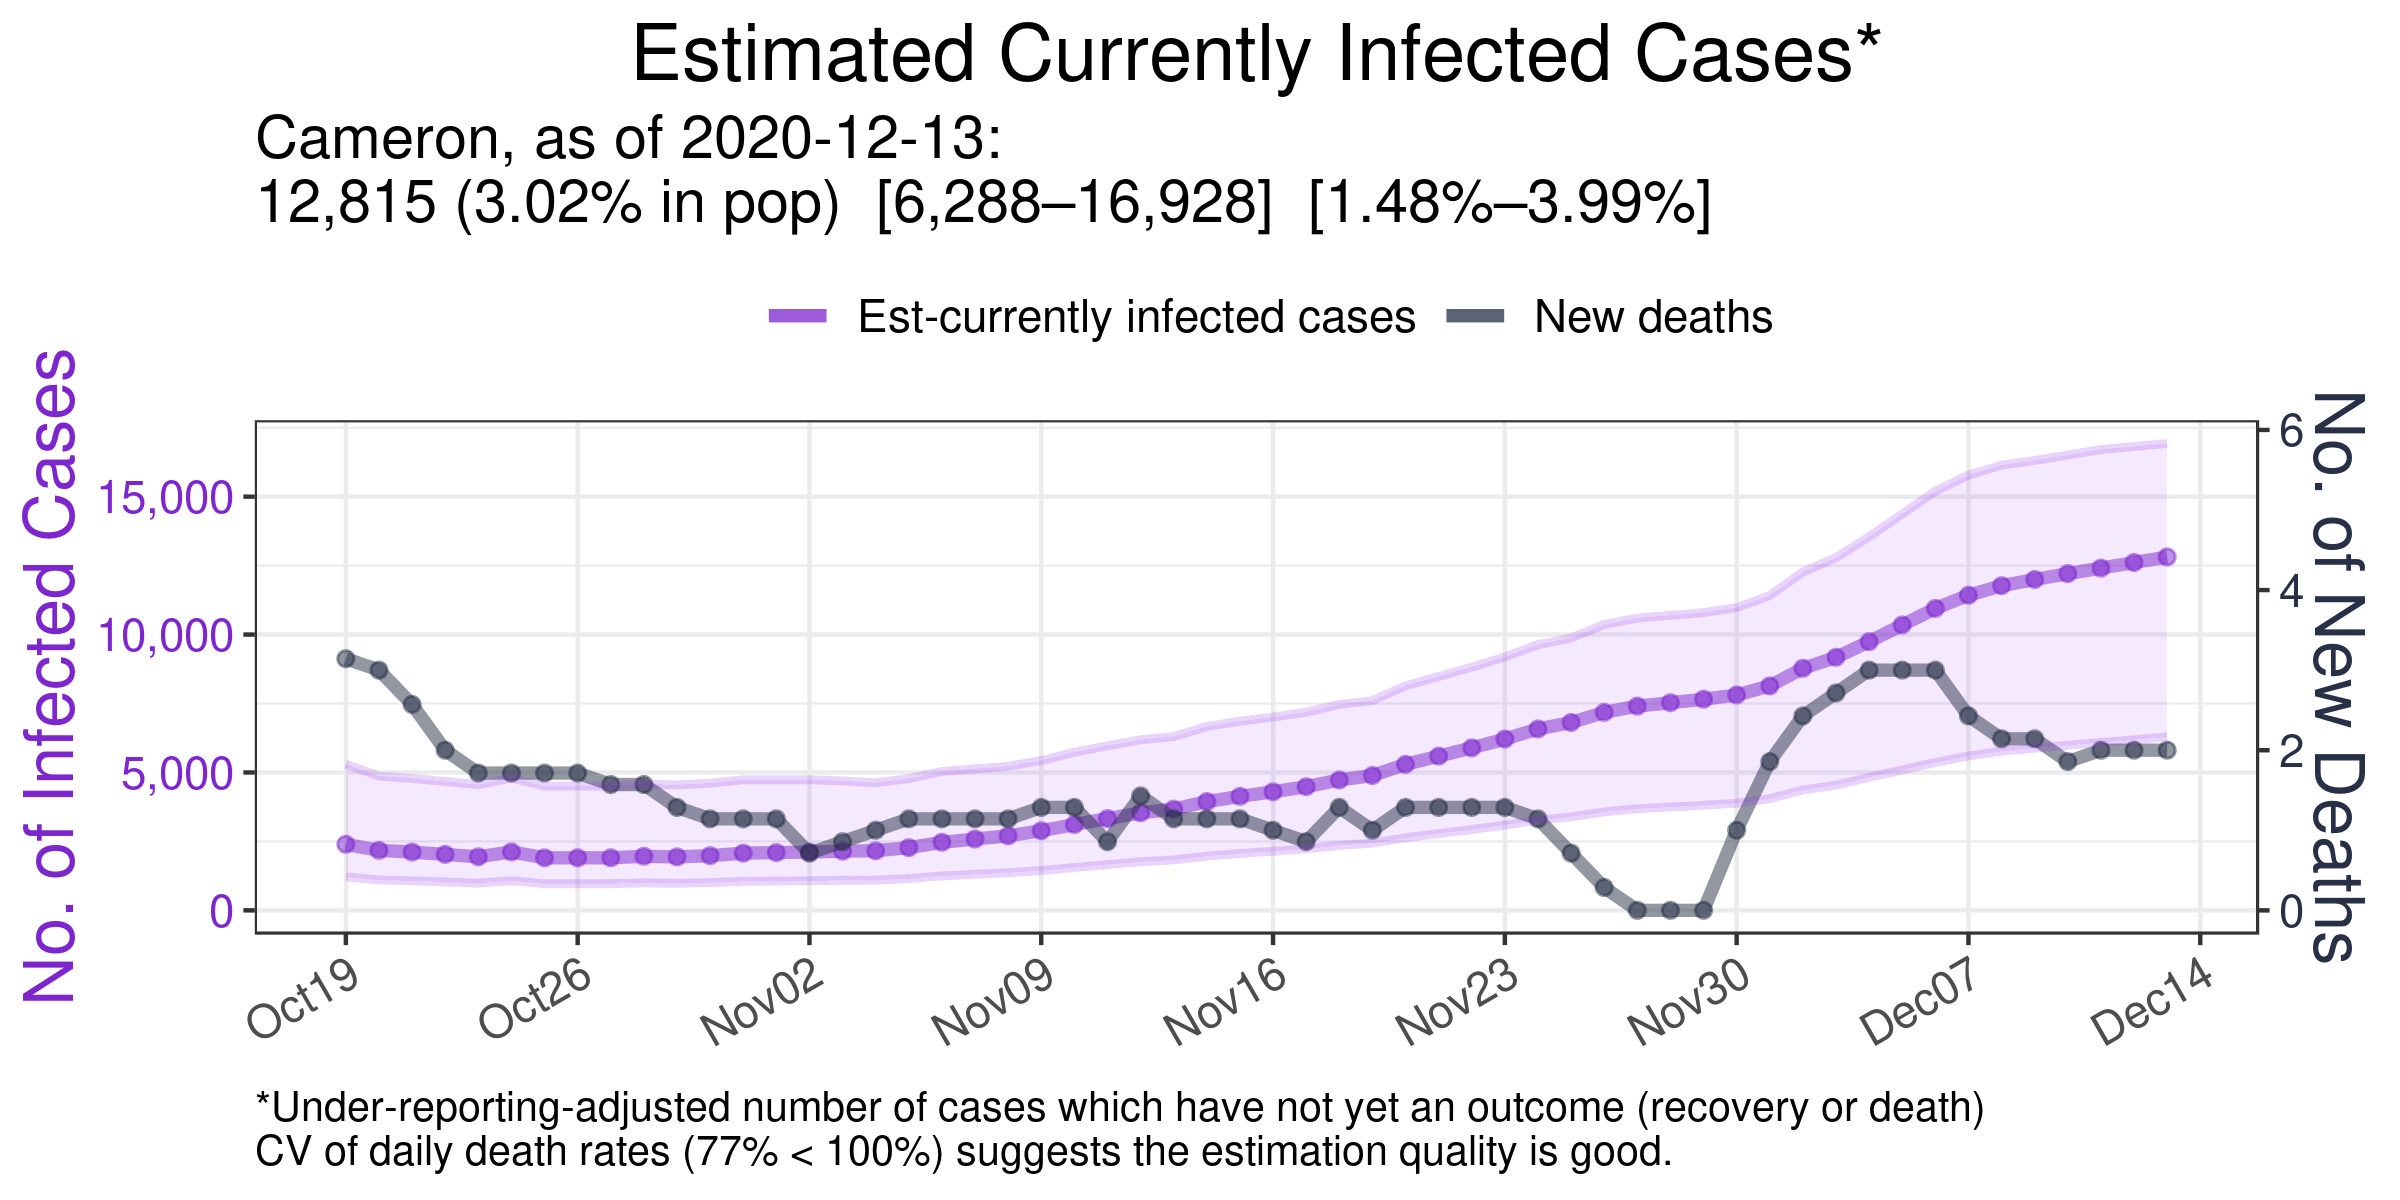 Estimated Currently Infected Cases*
Cameron, as of 2020-12-13:
12,815 (3.02% in pop)  [6,288–16,928]  [1.48%–3.99%]
Est-currently infected cases
New deaths
No. of Infected Cases
15,000
10,000
5,000
0
No. of New Deaths
6
4
2
0
Oct19
Oct26
Nov02
Nov09
Nov16
Nov23
Nov30
Dec07
Dec14
*Under-reporting-adjusted number of cases which have not yet an outcome (recovery or death)
CV of daily death rates (77% < 100%) suggests the estimation quality is good.